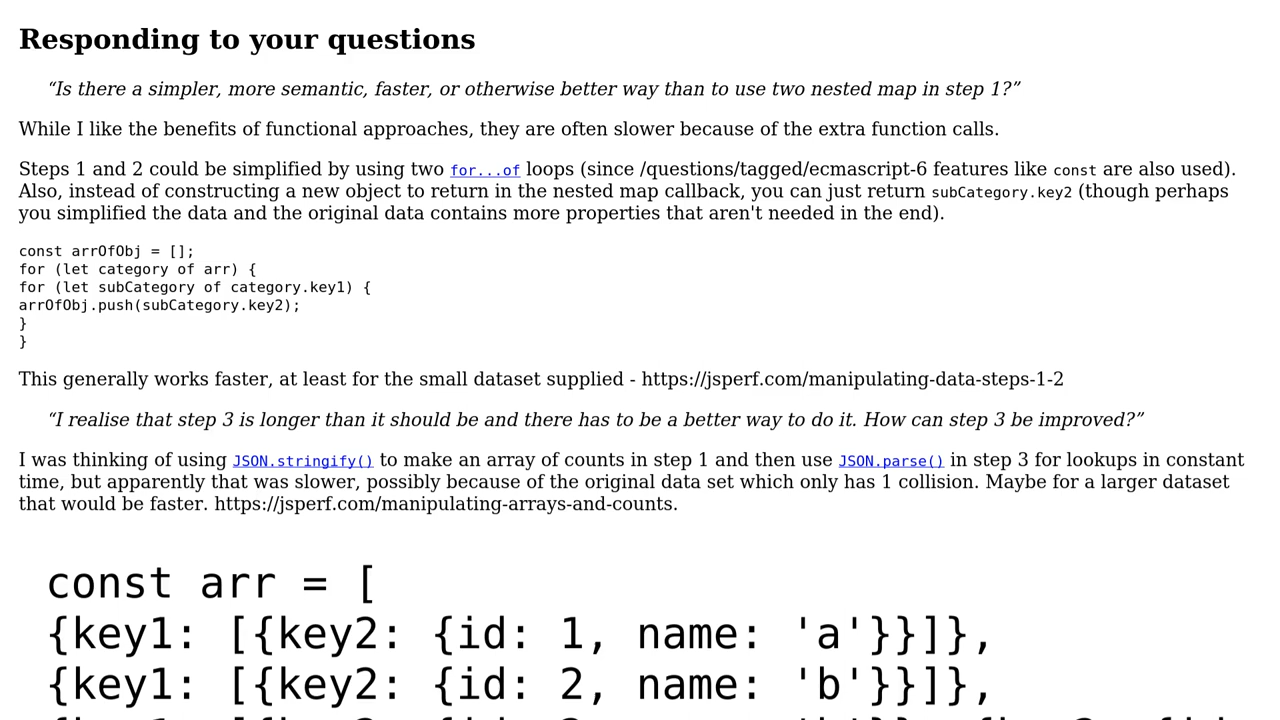 Responding to your questions
“Is there a simpler, more semantic, faster, or otherwise better way than to use two nested map in step 1?”
While I like the benefits of functional approaches, they are often slower because of the extra function calls.
Steps 1 and 2 could be simplified by using two for...of loops (since /questions/tagged/ecmascript-6 features like const are also used).
Also, instead of constructing a new object to return in the nested map callback, you can just return subCategory.key2 (though perhaps
you simplified the data and the original data contains more properties that aren't needed in the end).
const arrOfObj = [];
for (let category of arr) {
for (let subCategory of category.key1) {
arrOfObj.push(subCategory.key2);
}
}
This generally works faster, at least for the small dataset supplied - https://jsperf.com/manipulating-data-steps-1-2
“I realise that step 3 is longer than it should be and there has to be a better way to do it. How can step 3 be improved?”
I was thinking of using JSON.stringify() to make an array of counts in step 1 and then use JSON.parse() in step 3 for lookups in constant
time, but apparently that was slower, possibly because of the original data set which only has 1 collision. Maybe for a larger dataset
that would be faster. https://jsperf.com/manipulating-arrays-and-counts.
const arr = [
{key1: [{key2: {id: 1, name: 'a'}}]},
{key1: [{key2: {id: 2, name: 'b'}}]},